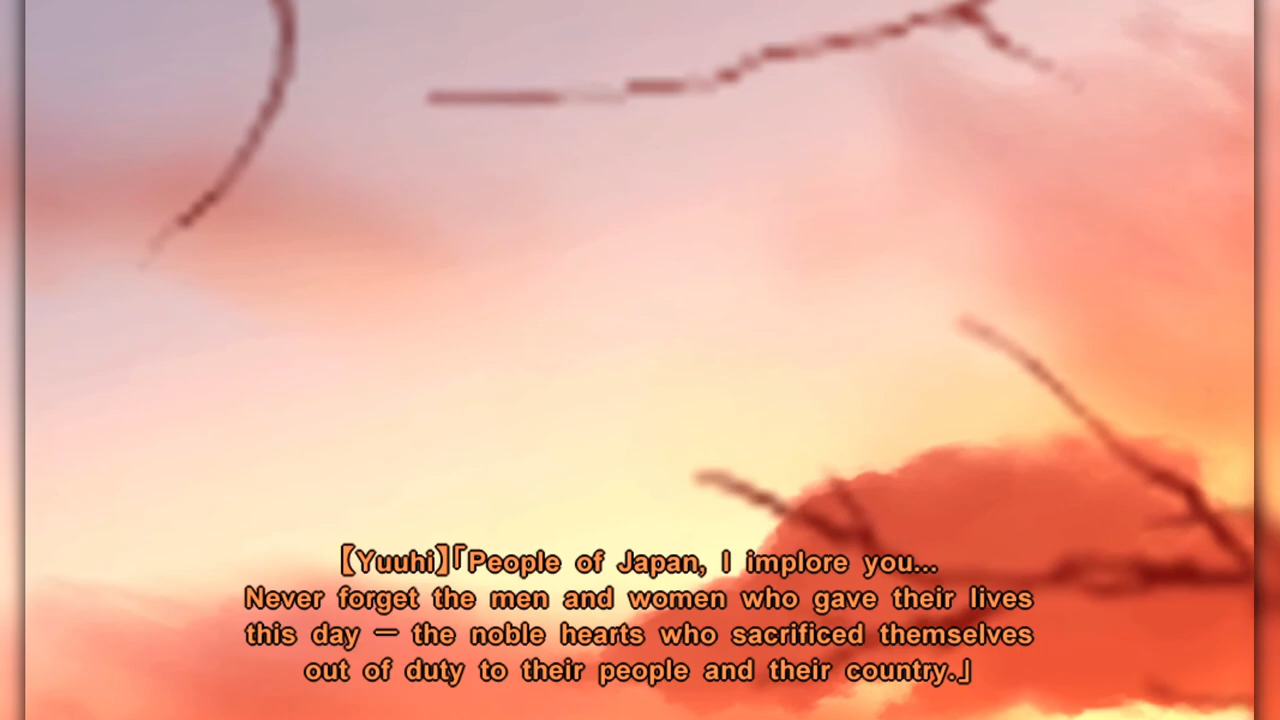 【Yuuhi】「People of Japan, I implore you...
Never forget the men and women who gave their lives
this day ─ the noble hearts who sacrificed themselves
out of duty to their people and their country.」